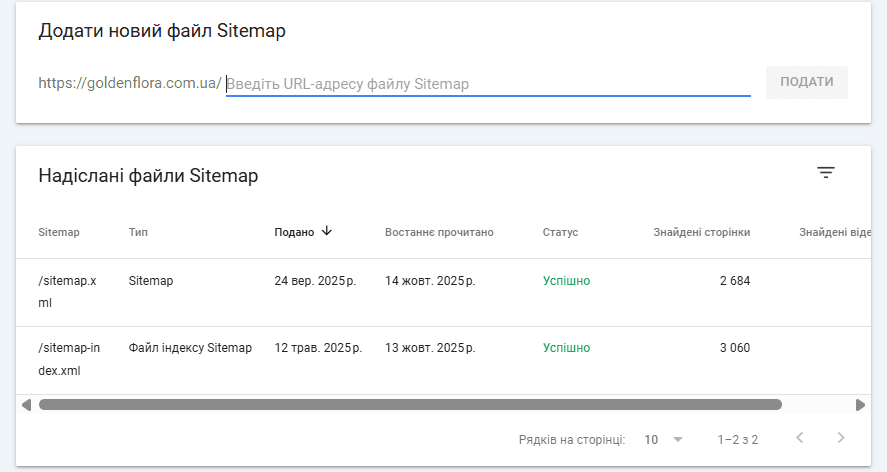 Додати новий файл Sitemap
https://goldenflora.com.ua/ Введіть URL-адресу файлу Sitemap ПОДАТИ
Надіслані файли Sitemap
Sitemap Тип Подано Востаннє прочитано Статус Знайдені сторінки Знайдені віде
/sitemap.x Sitemap 24 вер. 2025 р. 14 жовт. 2025 р. Успішно 2 684
ml
/sitemap-in Файл індексу Sitemap 12 трав. 2025 р. 13 жовт. 2025 р. Успішно 3 060
dex.xml
Рядків на сторінці: 10 1–2 з 2